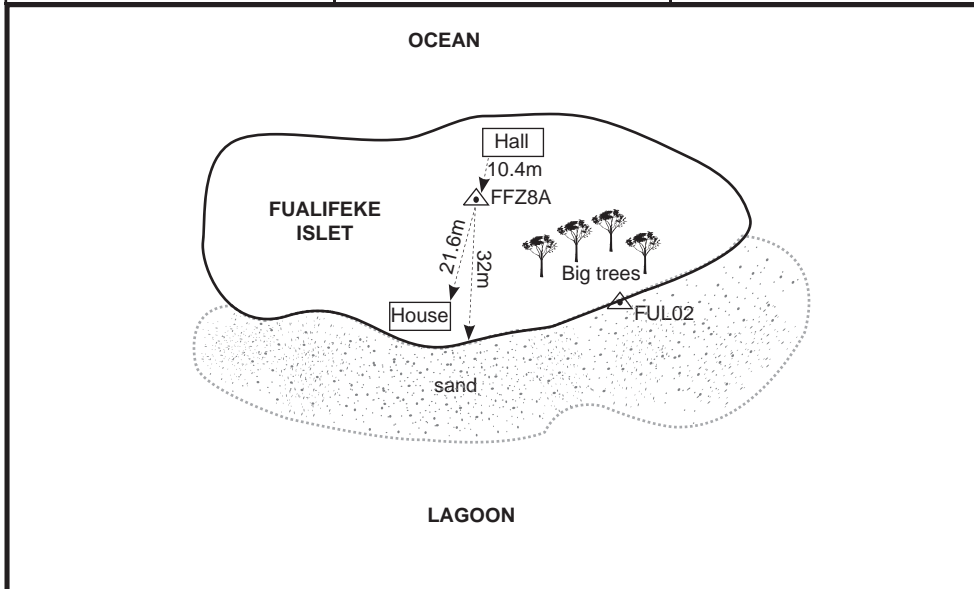 OCEAN
Hall
10.4m
FFZ8A
FUALIFEKE
ISLET
21.6m
32m
Big trees
House
FUL02
sand
LAGOON